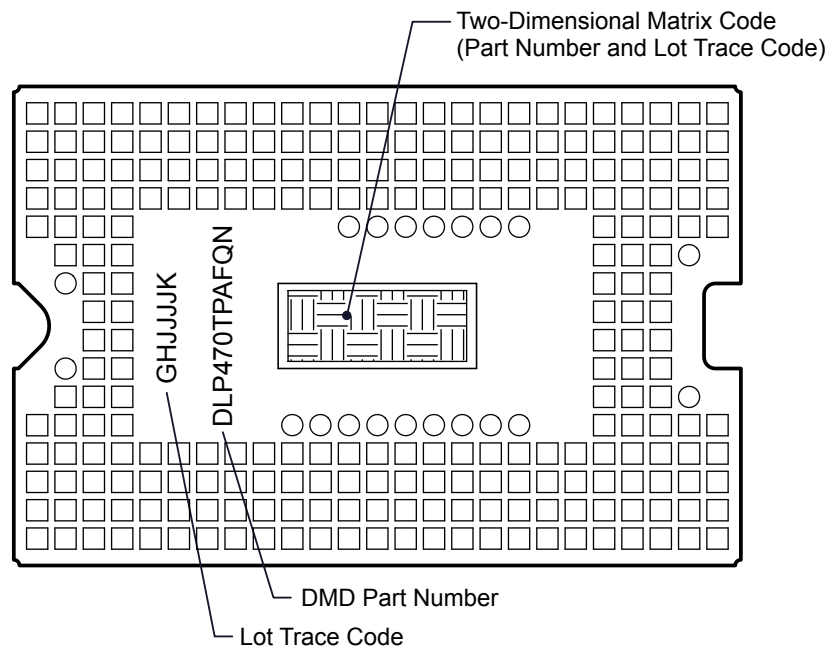 Two-Dimensional Matrix Code
(Part Number and Lot Trace Code)
GHJJJJK
DLP470TPAFQN
DMD Part Number
Lot Trace Code